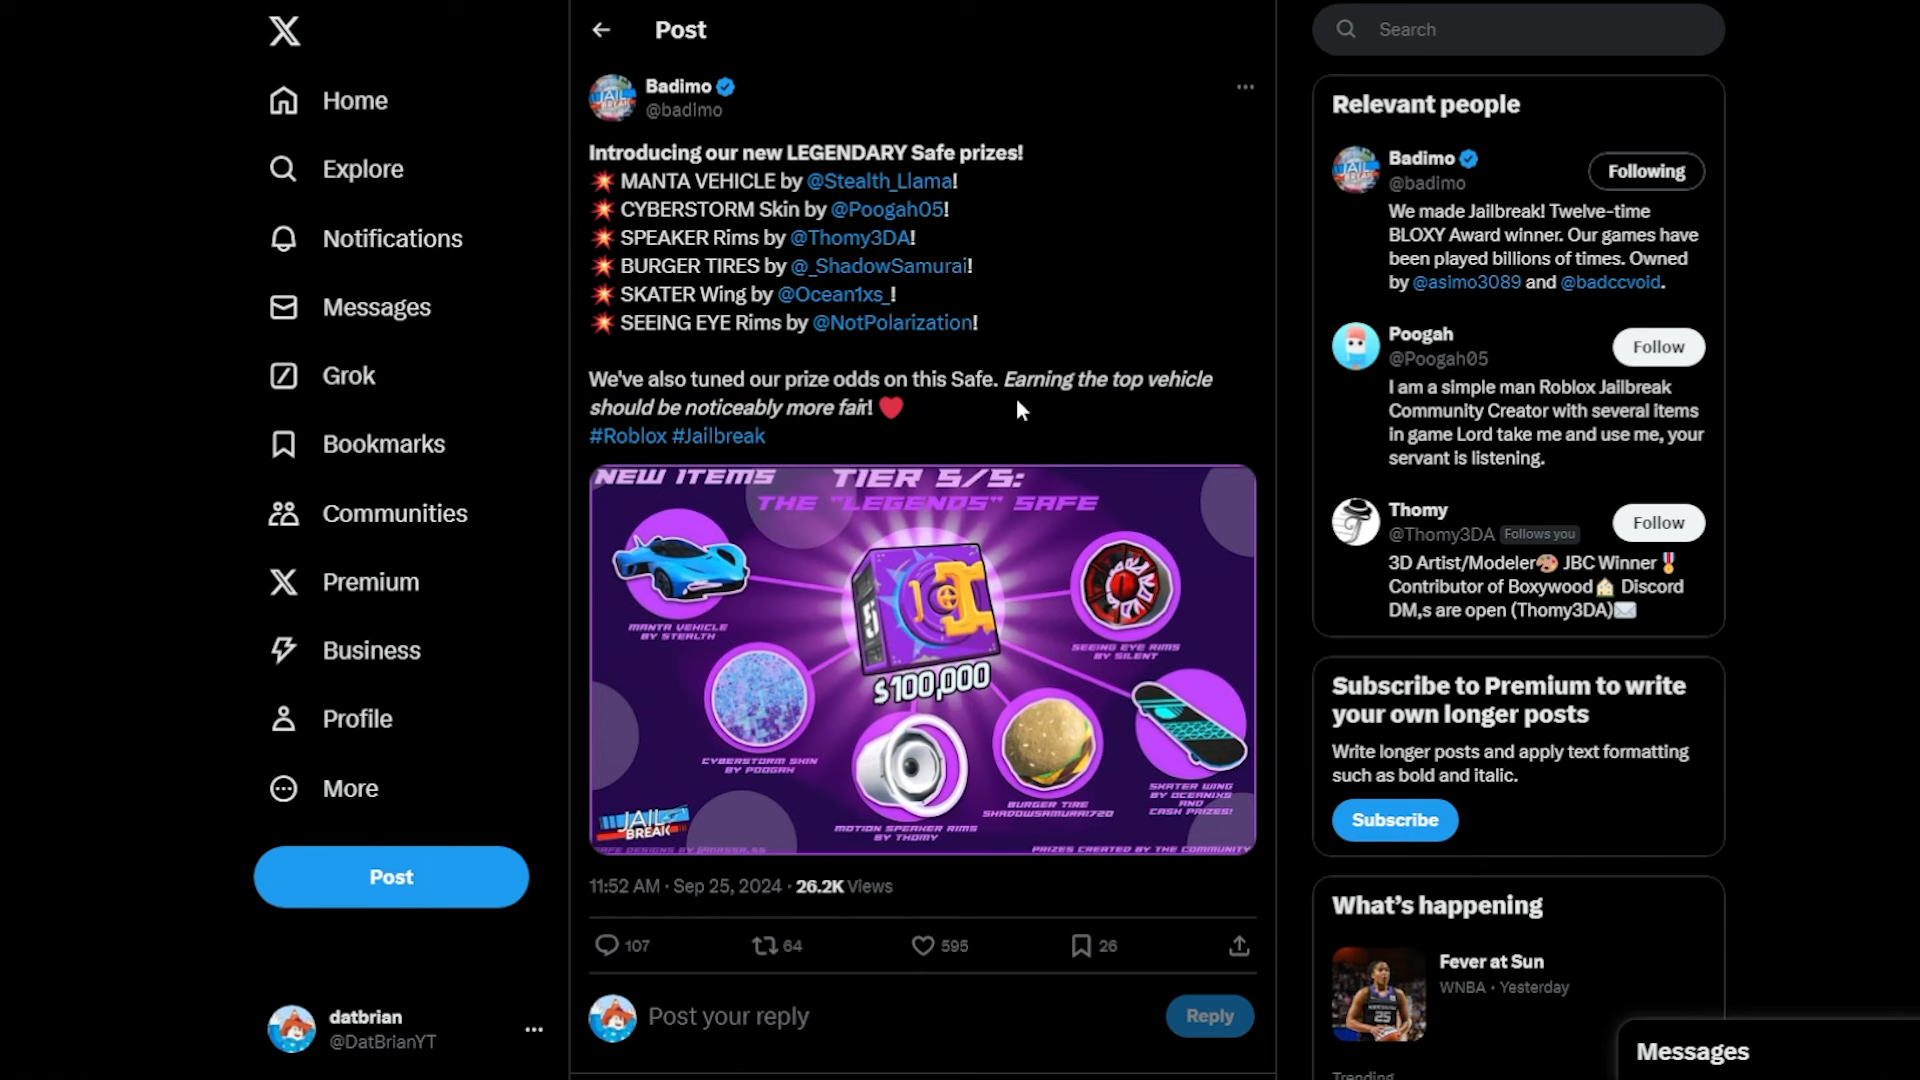 Home
Explore
Notifications
Messages
Grok
Bookmarks
Communities
Premium
Business
Profile
More
Post
datbrian
@DatBrianYT
Post
Badimo
@badimo
Introducing our new LEGENDARY Safe prizes!
💥 MANTA VEHICLE by @Stealth_Llama!
💥 CYBERSTORM Skin by @Poogah05!
💥 SPEAKER Rims by @Thomy3DA!
💥 BURGER TIRES by @_ShadowSamurai!
💥 SKATER Wing by @Ocean1xs_!
💥 SEEING EYE Rims by @NotPolarization!
We've also tuned our prize odds on this Safe. Earning the top vehicle
should be noticeably more fair! ❤️
#Roblox #Jailbreak
NEW ITEMS
TIER 5/5:
THE "LEGENDS" SAFE
MANTA VEHICLE
BY STEALTH
SEEING EYE RIMS
BY SILENT
$100,000
CYBERSTORM SKIN
BY POOGAH
MOTION SPEAKER RIMS
BY THOMY
BURGER TIRE
SHADOWSAMURAI720
SKATER WING
BY OCEANIXS
AND
CASH PRIZES!
JAIL
BREAK
PRIZES CREATED BY THE COMMUNITY
11:52 AM · Sep 25, 2024 · 26.2K Views
107
64
595
26
Post your reply
Reply
Search
Relevant people
Badimo
@badimo
Following
We made Jailbreak! Twelve-time
BLOXY Award winner. Our games have
been played billions of times. Owned
by @asimo3089 and @badccvoid.
Poogah
@Poogah05
Follow
I am a simple man Roblox Jailbreak
Community Creator with several items
in game Lord take me and use me, your
servant is listening.
Thomy
@Thomy3DA Follows you
Follow
3D Artist/Modeler🎨 JBC Winner🎖️
Contributor of Boxywood🏠 Discord
DM,s are open (Thomy3DA)✉️
Subscribe to Premium to write
your own longer posts
Write longer posts and apply text formatting
such as bold and italic.
Subscribe
What's happening
Fever at Sun
WNBA · Yesterday
25
Trending
Messages